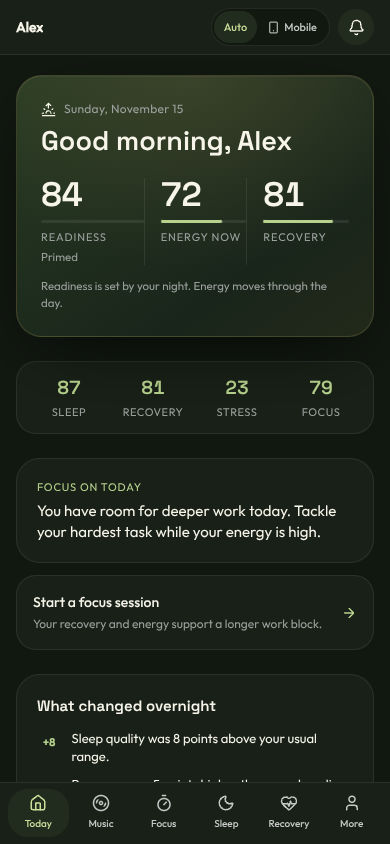 Alex
Auto
Mobile
Sunday, November 15
Good morning, Alex
84
72
81
READINESS
ENERGY NOW
RECOVERY
Primed
Readiness is set by your night. Energy moves through the
day.
87
81
23
79
SLEEP
RECOVERY
STRESS
FOCUS
FOCUS ON TODAY
You have room for deeper work today. Tackle
your hardest task while your energy is high.
Start a focus session
Your recovery and energy support a longer work block.
What changed overnight
+8
Sleep quality was 8 points above your usual
range.
Today
Music
Focus
Sleep
Recovery
More